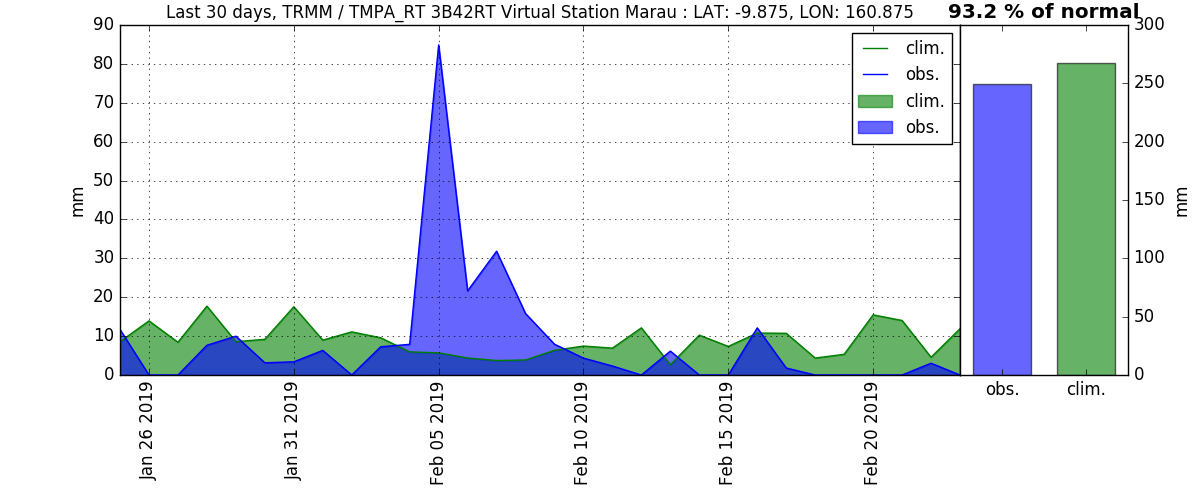 Last 30 days, TRMM / TMPA_RT 3B42RT Virtual Station Marau : LAT: -9.875, LON: 160.875
93.2 % of normal
90
80
70
60
50
40
30
20
10
0
mm
clim.
obs.
clim.
obs.
Jan 26 2019
Jan 31 2019
Feb 05 2019
Feb 10 2019
Feb 15 2019
Feb 20 2019
300
250
200
150
100
50
0
mm
obs.
clim.